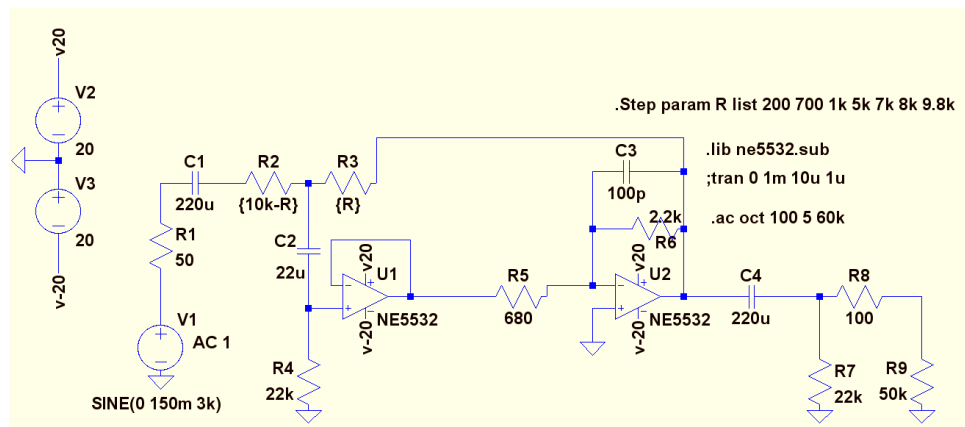 v20
V2
20
V3
20
v-20
C1
220u
R1
50
V1
AC 1
SINE(0 150m 3k)
R2
{10k-R}
R3
{R}
C2
22u
R4
22k
v20
U1
NE5532
v-20
R5
680
C3
100p
2.2k
R6
v20
U2
NE5532
v-20
C4
220u
R8
100
R7
22k
R9
50k
.Step param R list 200 700 1k 5k 7k 8k 9.8k
.lib ne5532.sub
;tran 0 1m 10u 1u
.ac oct 100 5 60k